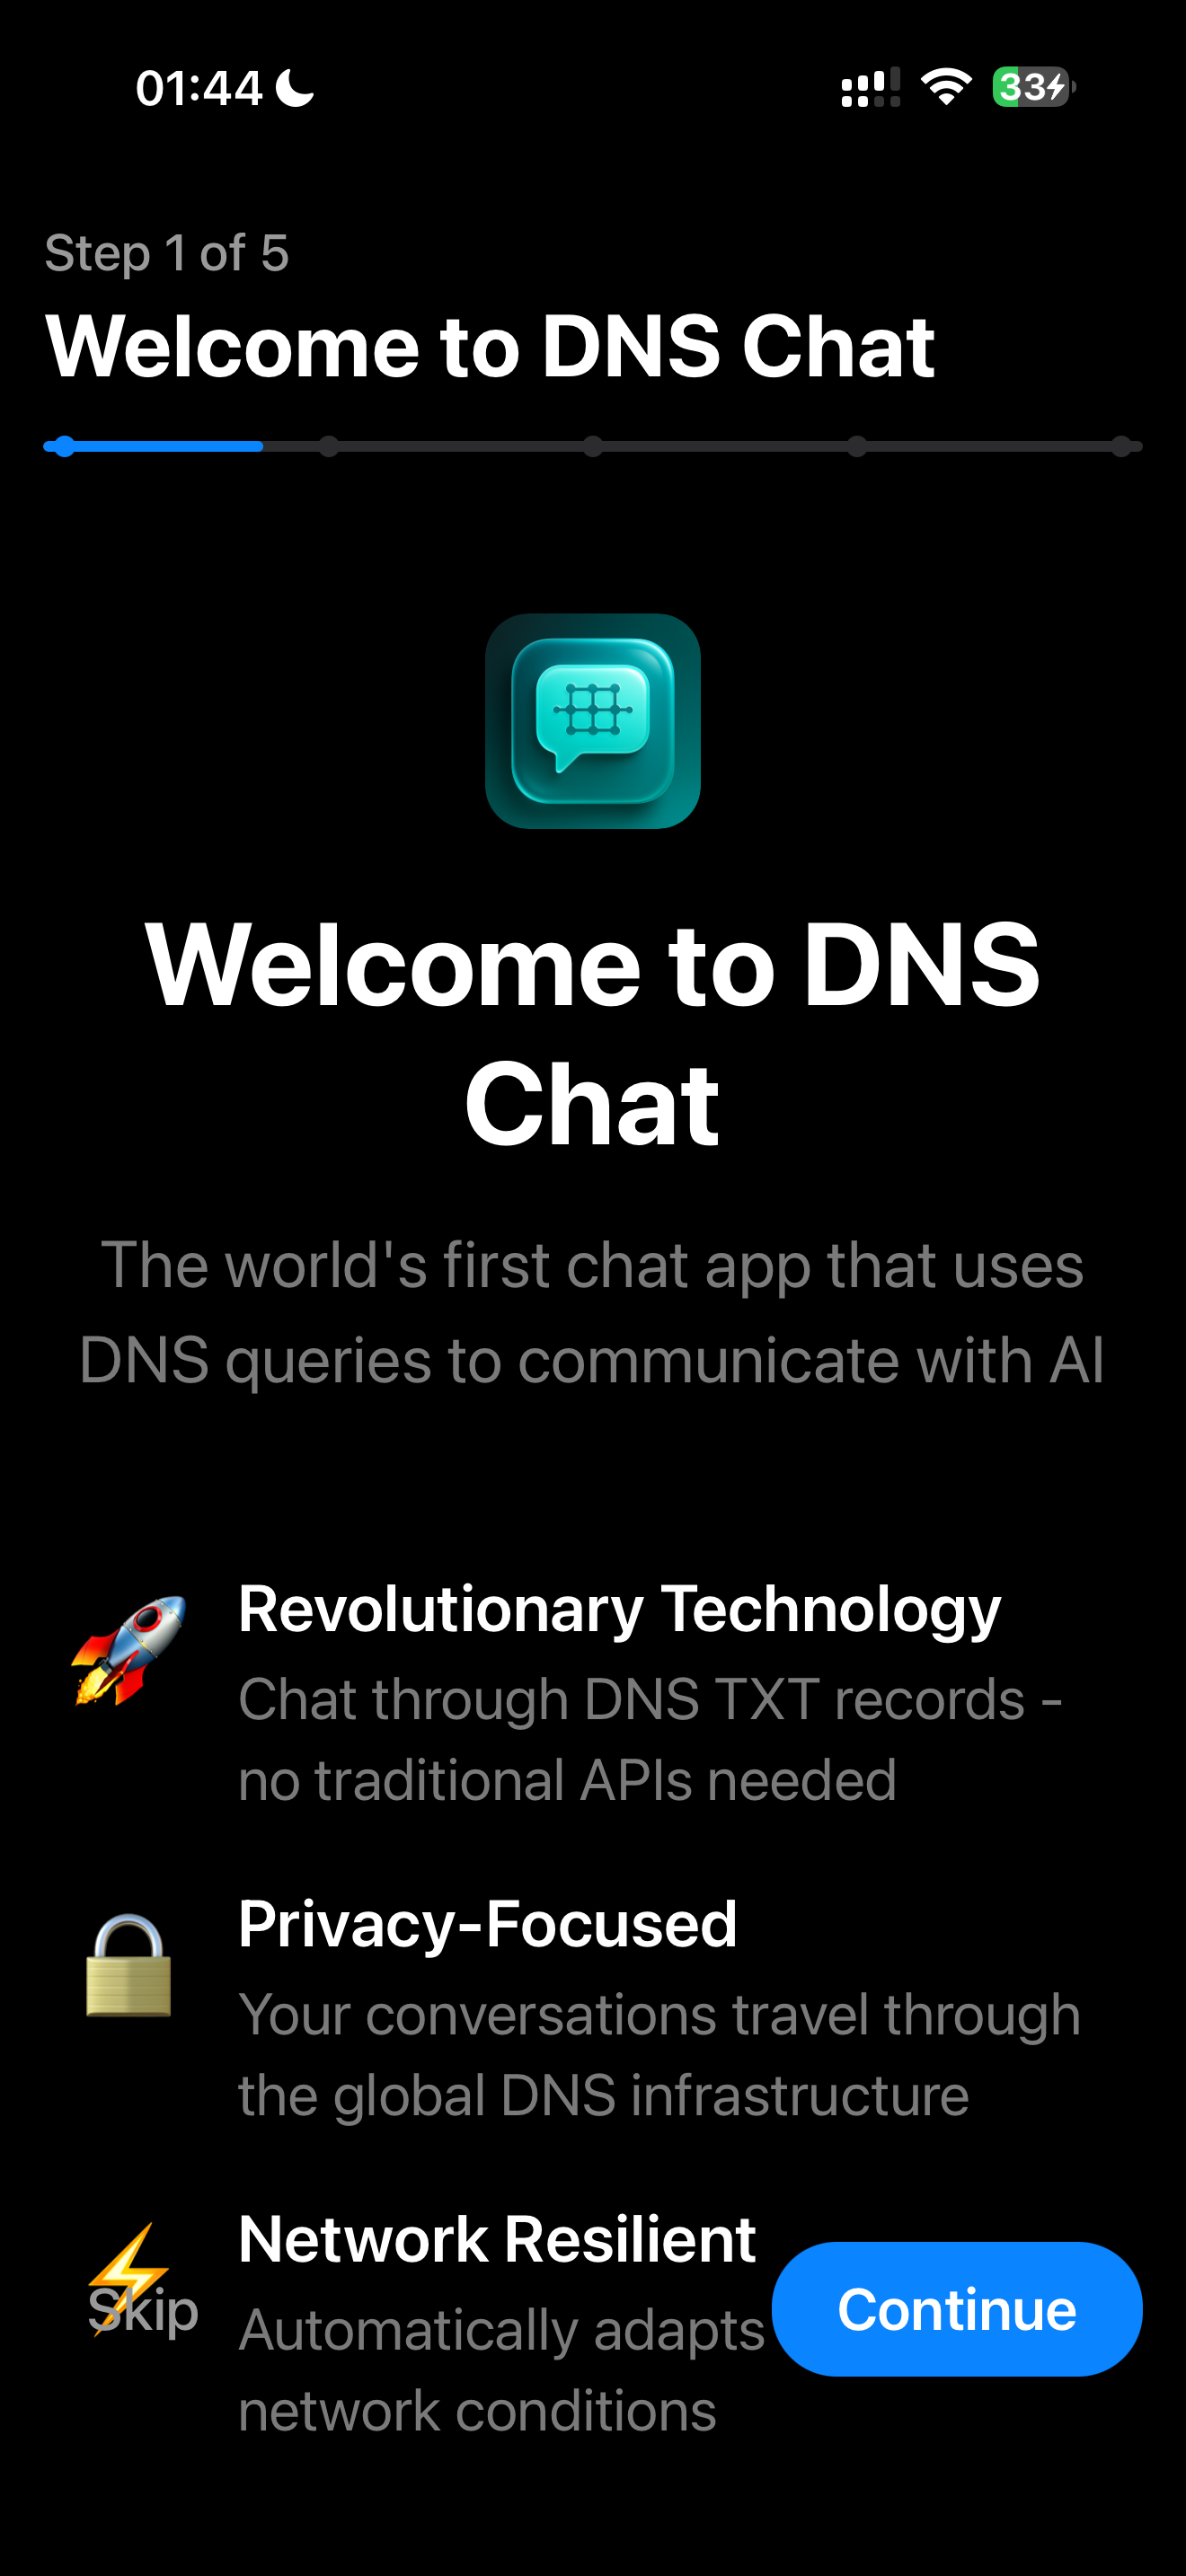 01:44
33
Step 1 of 5
Welcome to DNS Chat
Welcome to DNS
Chat
The world's first chat app that uses
DNS queries to communicate with AI
Revolutionary Technology
Chat through DNS TXT records -
no traditional APIs needed
Privacy-Focused
Your conversations travel through
the global DNS infrastructure
Network Resilient
Automatically adapts
network conditions
Skip
Continue